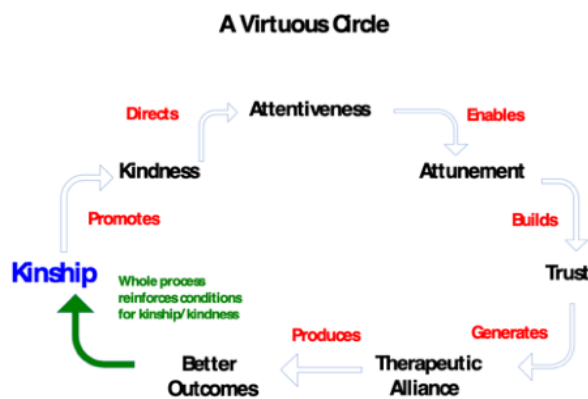 A Virtuous Circle
Directs
Attentiveness
Enables
Kindness
Attunement
Promotes
Builds
Kinship
Whole process
reinforces conditions
for kinship/kindness
Trust
Generates
Produces
Better
Outcomes
Therapeutic
Alliance